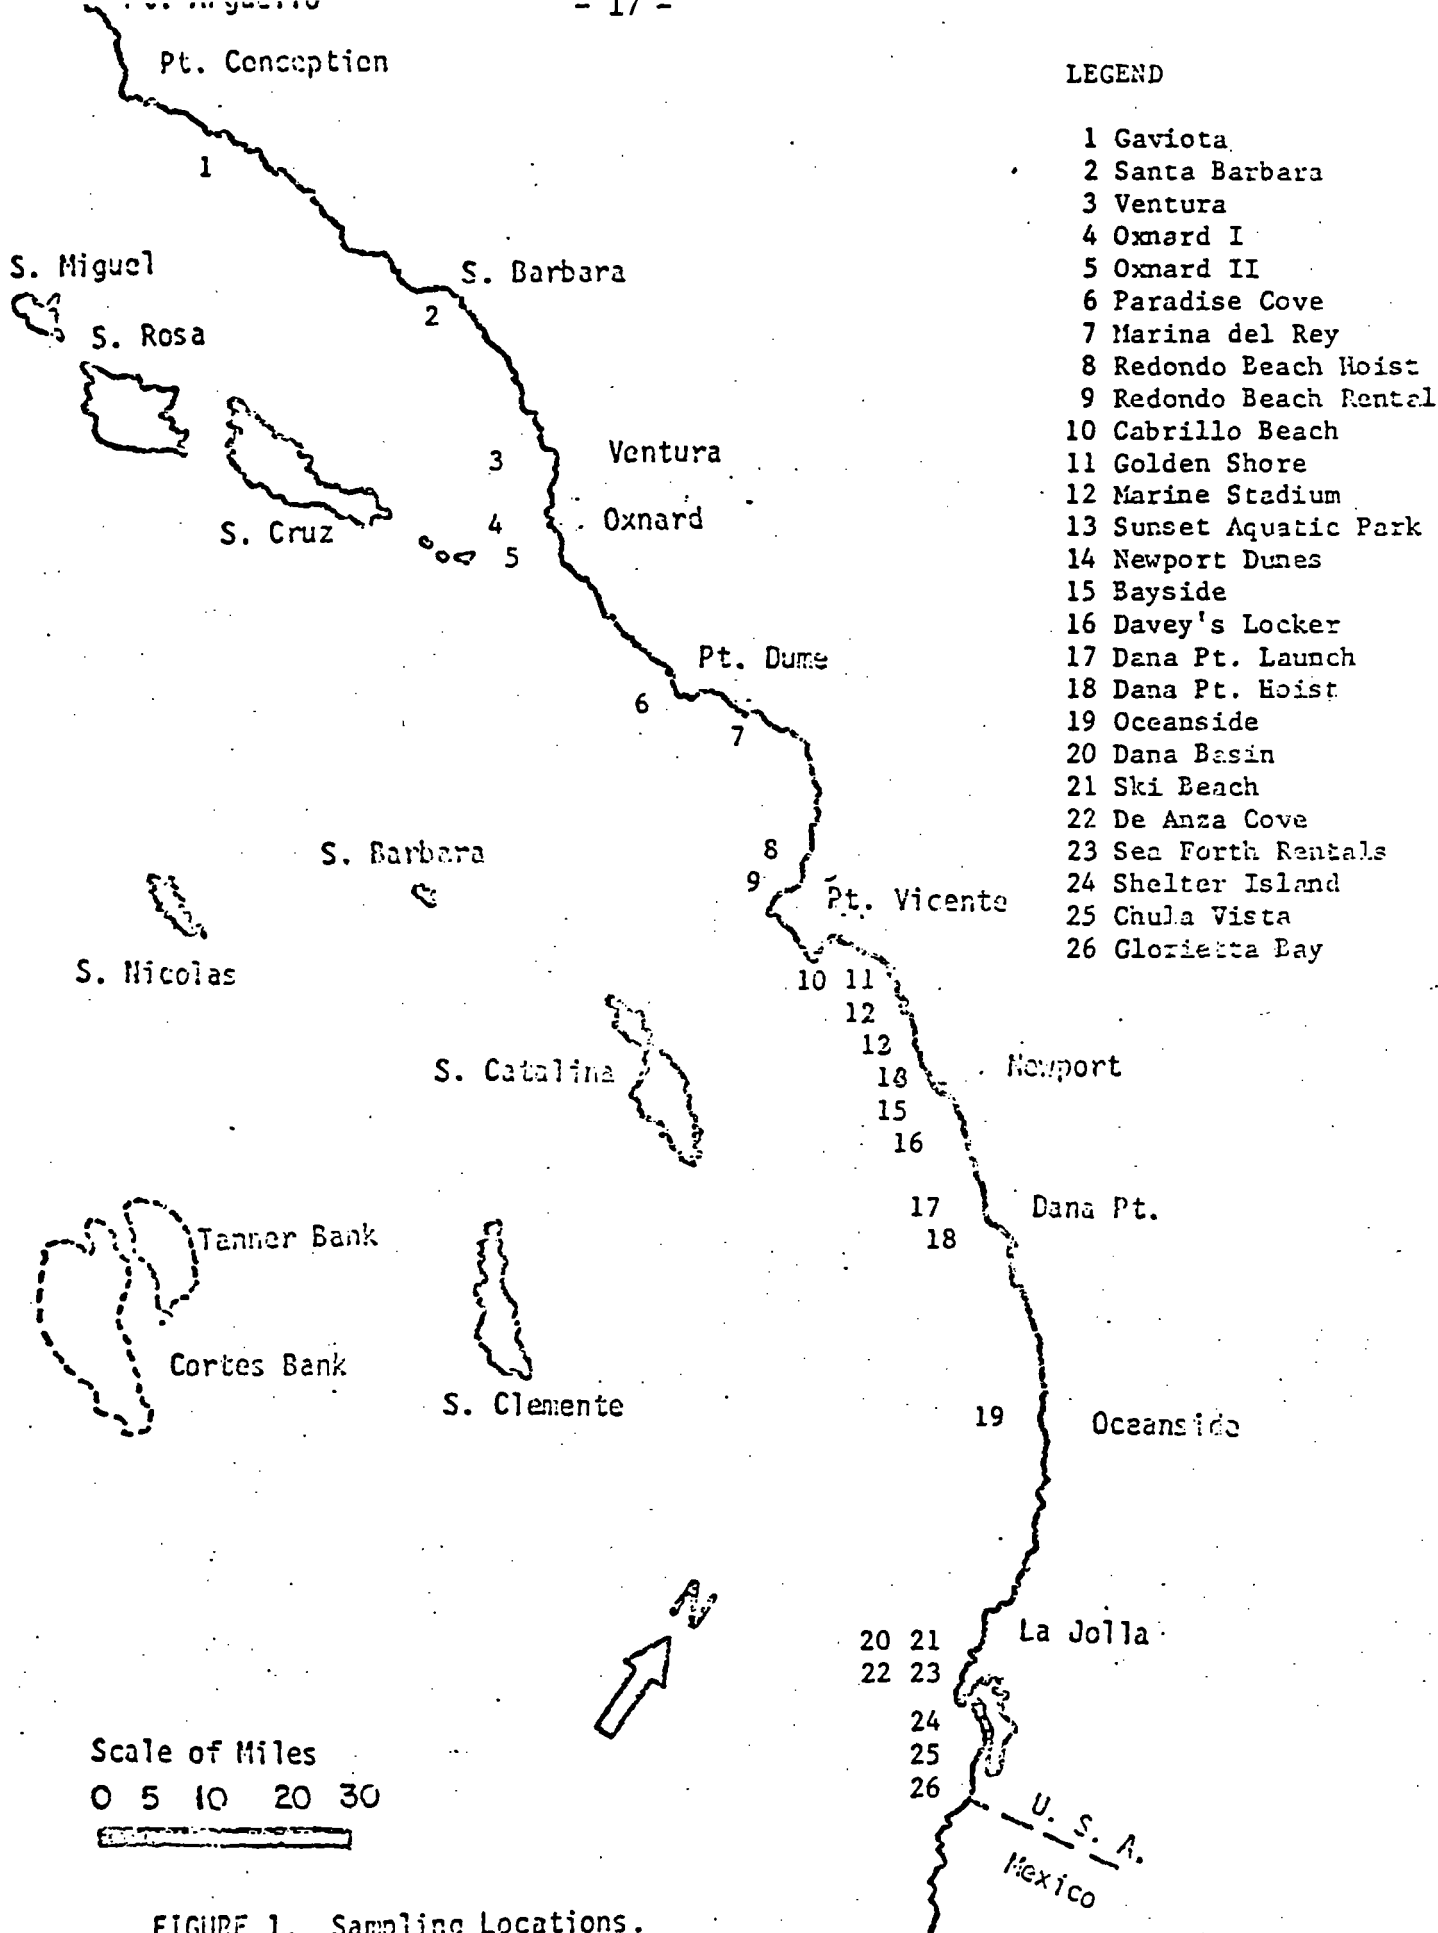 - 17 -
Pt. Conception
LEGEND
1 Gaviota
2 Santa Barbara
3 Ventura
4 Oxnard I
5 Oxnard II
6 Paradise Cove
7 Marina del Rey
8 Redondo Beach Hoist
9 Redondo Beach Rental
10 Cabrillo Beach
11 Golden Shore
12 Marine Stadium
13 Sunset Aquatic Park
14 Newport Dunes
15 Bayside
16 Davey's Locker
17 Dana Pt. Launch
18 Dana Pt. Hoist
19 Oceanside
20 Dana Basin
21 Ski Beach
22 De Anza Cove
23 Sea Forth Rentals
24 Shelter Island
25 Chula Vista
26 Glorietta Bay
1
S. Miguel
S. Barbara
2
S. Rosa
3
Ventura
S. Cruz
4
Oxnard
5
Pt. Dume
6
7
S. Barbara
8
9
Pt. Vicente
S. Nicolas
10 11
12
13
S. Catalina
Newport
15
16
17
Dana Pt.
18
Tanner Bank
Cortes Bank
S. Clemente
19
Oceanside
N
La Jolla
20 21
22 23
24
25
26
U. S. A.
Mexico
Scale of Miles
0 5 10 20 30
FIGURE 1. Sampling Locations.